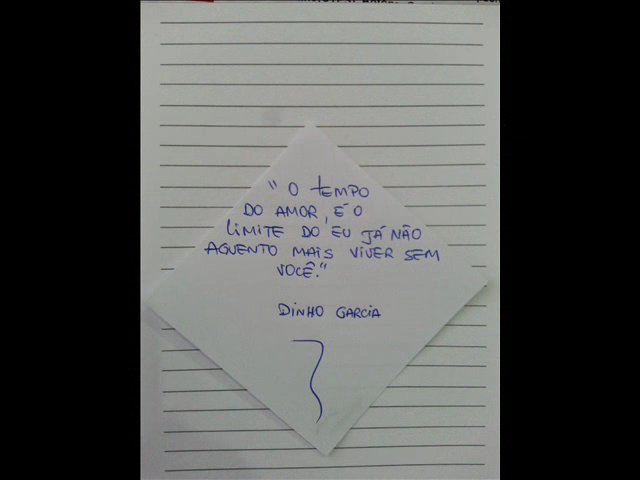 "O TEMPO
DO AMOR, É O
LIMITE DO EU JÁ NÃO
AGUENTO MAIS VIVER SEM
VOCÊ."
DINHO GARCIA